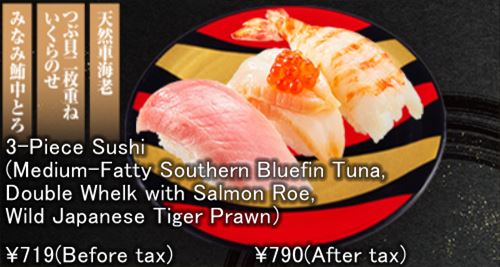 天然車海老
つぶ貝二枚重ね
いくらのせ
みなみ鮪中とろ
3-Piece Sushi
(Medium-Fatty Southern Bluefin Tuna,
Double Whelk with Salmon Roe,
Wild Japanese Tiger Prawn)
¥719(Before tax) ¥790(After tax)